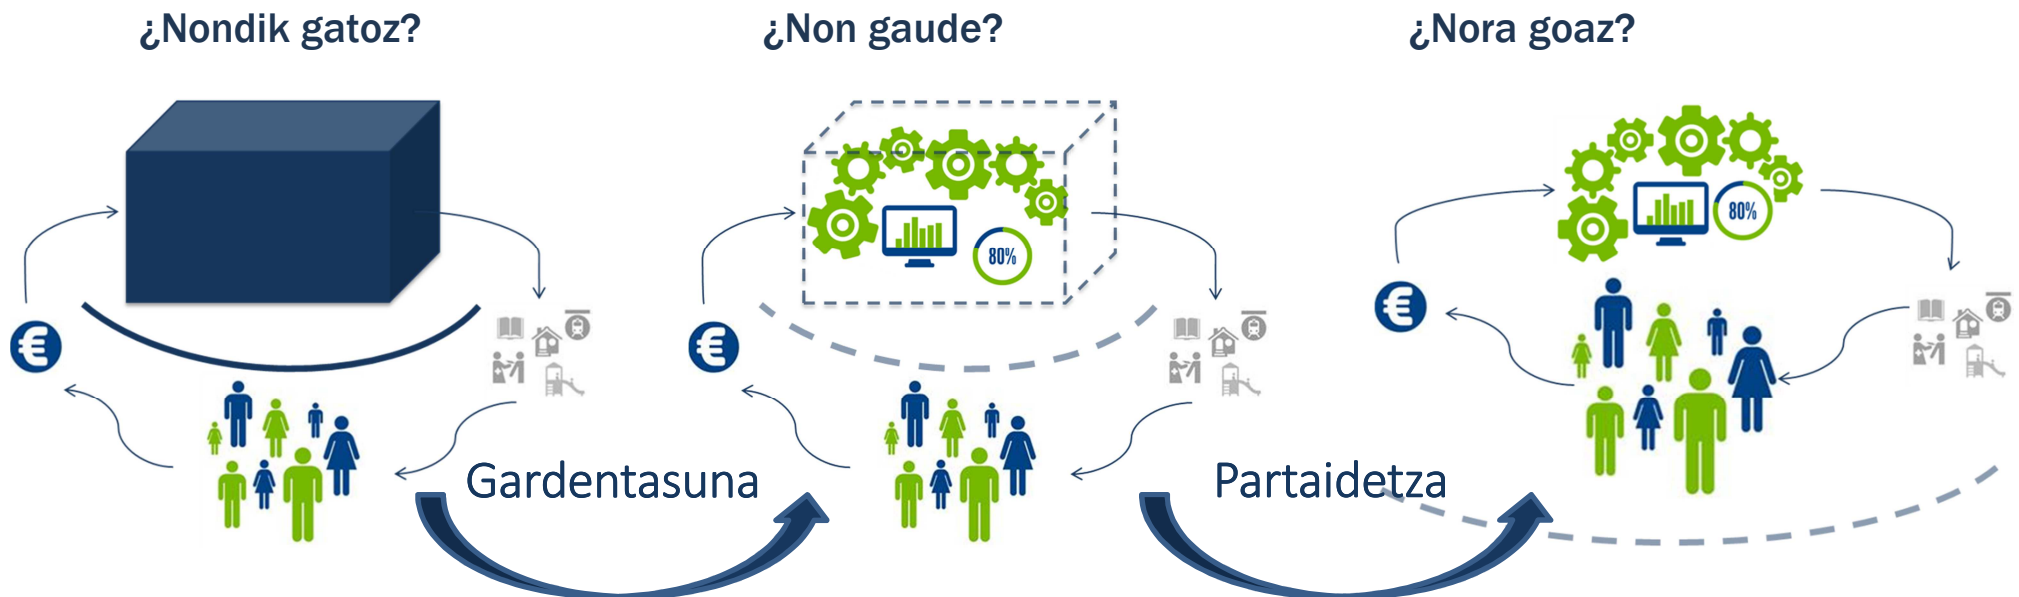 ¿Nondik gatoz?
¿Non gaude?
¿Nora goaz?
80%
80%
€
€
€
Gardentasuna
Partaidetza